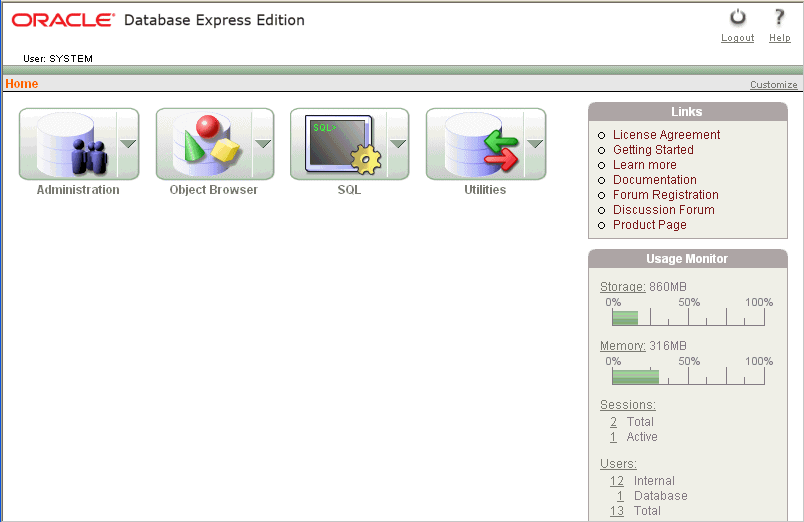 ORACLE® Database Express Edition
Logout
Help
User: SYSTEM
Home
Customize
SQL>
Administration
Object Browser
SQL
Utilities
Links
License Agreement
Getting Started
Learn more
Documentation
Forum Registration
Discussion Forum
Product Page
Usage Monitor
Storage: 860MB
0% 50% 100%
Memory: 316MB
0% 50% 100%
Sessions:
2 Total
1 Active
Users:
12 Internal
1 Database
13 Total